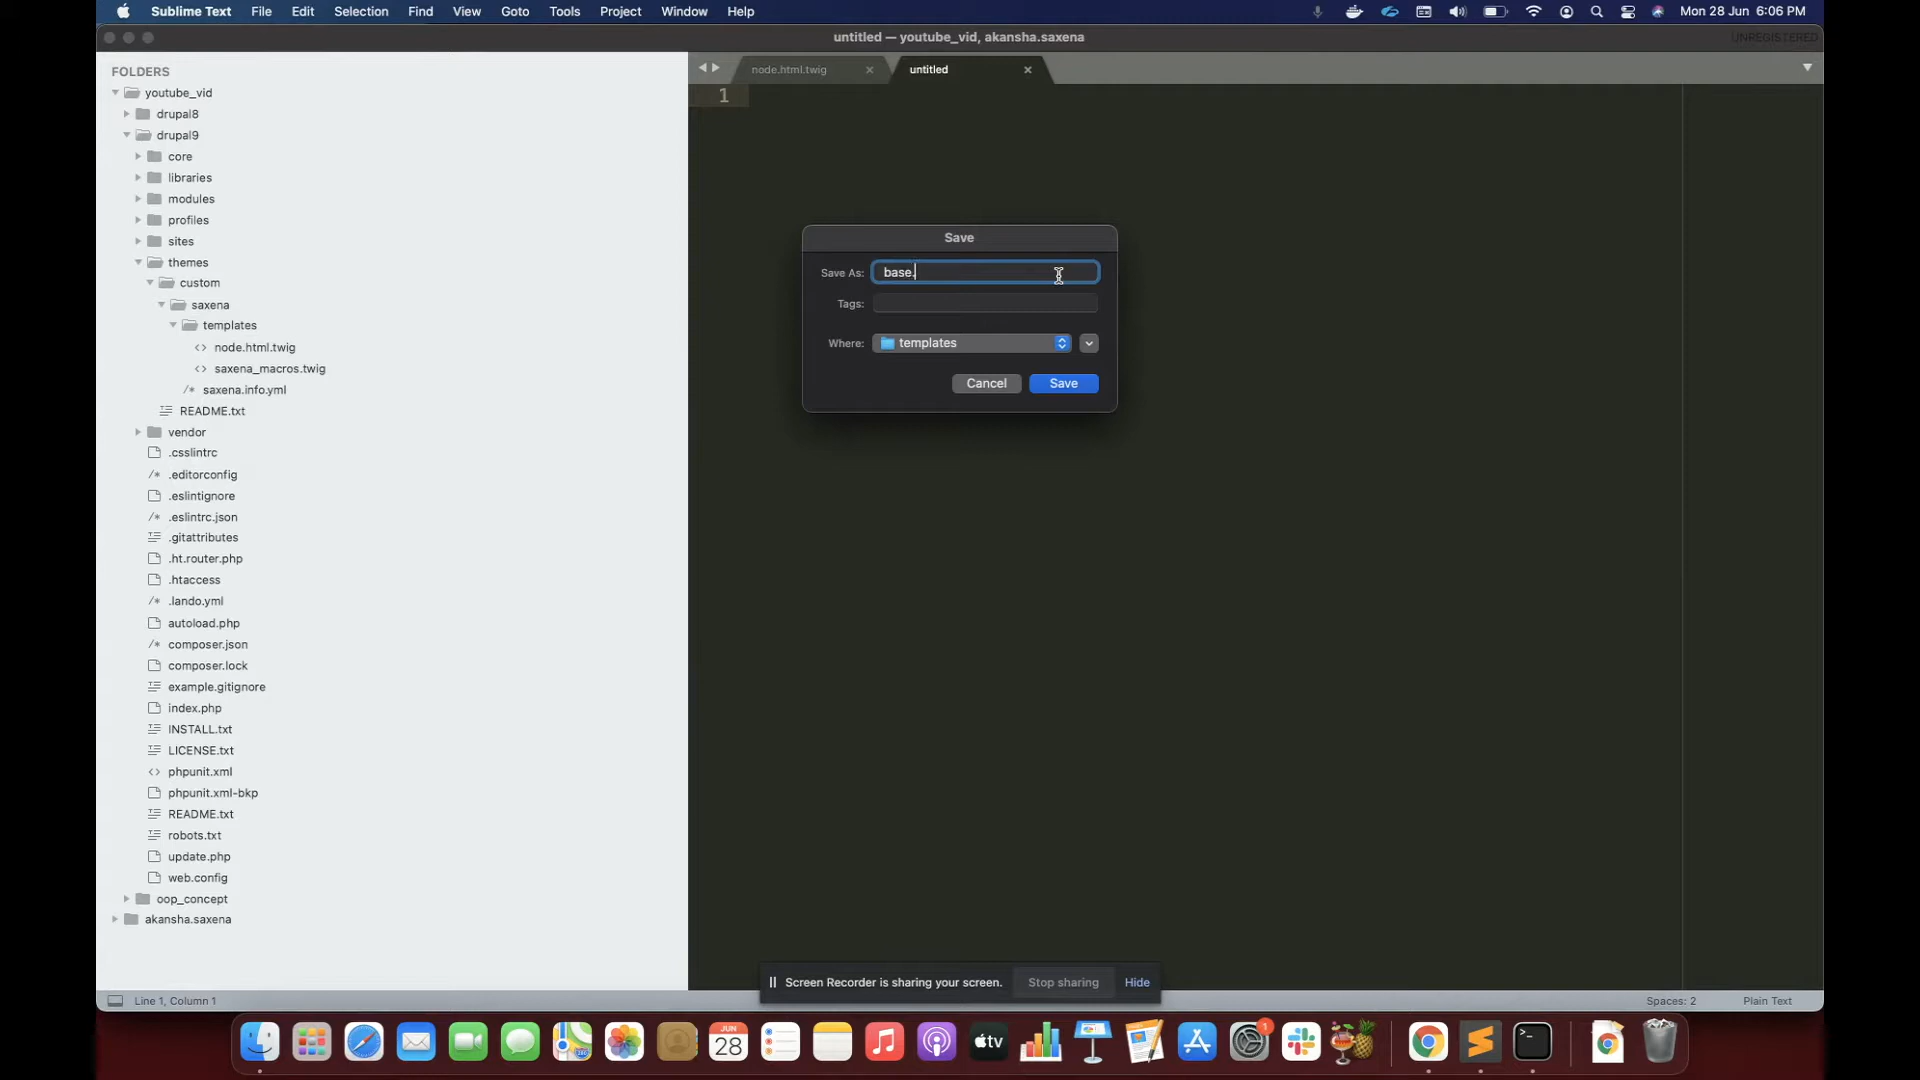 Sublime Text File Edit Selection Find View Goto Tools Project Window Help
Mon 28 Jun 6:06 PM
untitled — youtube_vid, akansha.saxena
UNREGISTERED
FOLDERS
youtube_vid
drupal8
drupal9
core
libraries
modules
profiles
sites
themes
custom
saxena
templates
<> node.html.twig
<> saxena_macros.twig
/* saxena.info.yml
README.txt
vendor
.csslintrc
/* .editorconfig
.eslintignore
/* .eslintrc.json
.gitattributes
.ht.router.php
.htaccess
/* .lando.yml
autoload.php
/* composer.json
composer.lock
example.gitignore
index.php
INSTALL.txt
LICENSE.txt
<> phpunit.xml
phpunit.xml-bkp
README.txt
robots.txt
update.php
web.config
oop_concept
akansha.saxena
node.html.twig
untitled
1
Save
Save As: base.
Tags:
Where: templates
Cancel Save
Screen Recorder is sharing your screen. Stop sharing Hide
Line 1, Column 1
Spaces: 2 Plain Text
JUN
28
tv
1